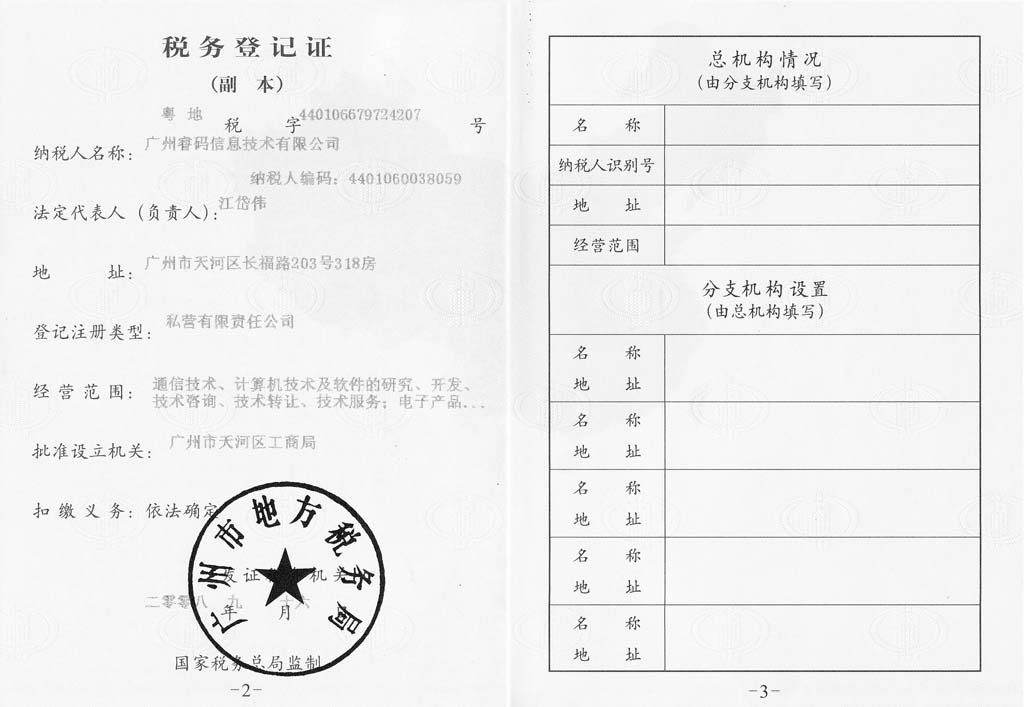 税务登记证
(副 本)
粤 地 税 字 440106679724207 号
纳税人名称: 广州睿码信息技术有限公司
纳税人编码: 4401060038059
法定代表人(负责人): 江岱伟
地 址: 广州市天河区长福路203号318房
登记注册类型: 私营有限责任公司
经营范围: 通信技术、计算机技术及软件的研究、开发、
技术咨询、技术转让、技术服务; 电子产品...
批准设立机关: 广州市天河区工商局
扣缴义务: 依法确定
广州市地方税务局
发证 机关
二零零八年 九月 十六
国家税务总局监制
-2-
总机构情况
(由分支机构填写)
名 称
纳税人识别号
地 址
经营范围
分支机构设置
(由总机构填写)
名 称
地 址
名 称
地 址
名 称
地 址
名 称
地 址
名 称
地 址
-3-